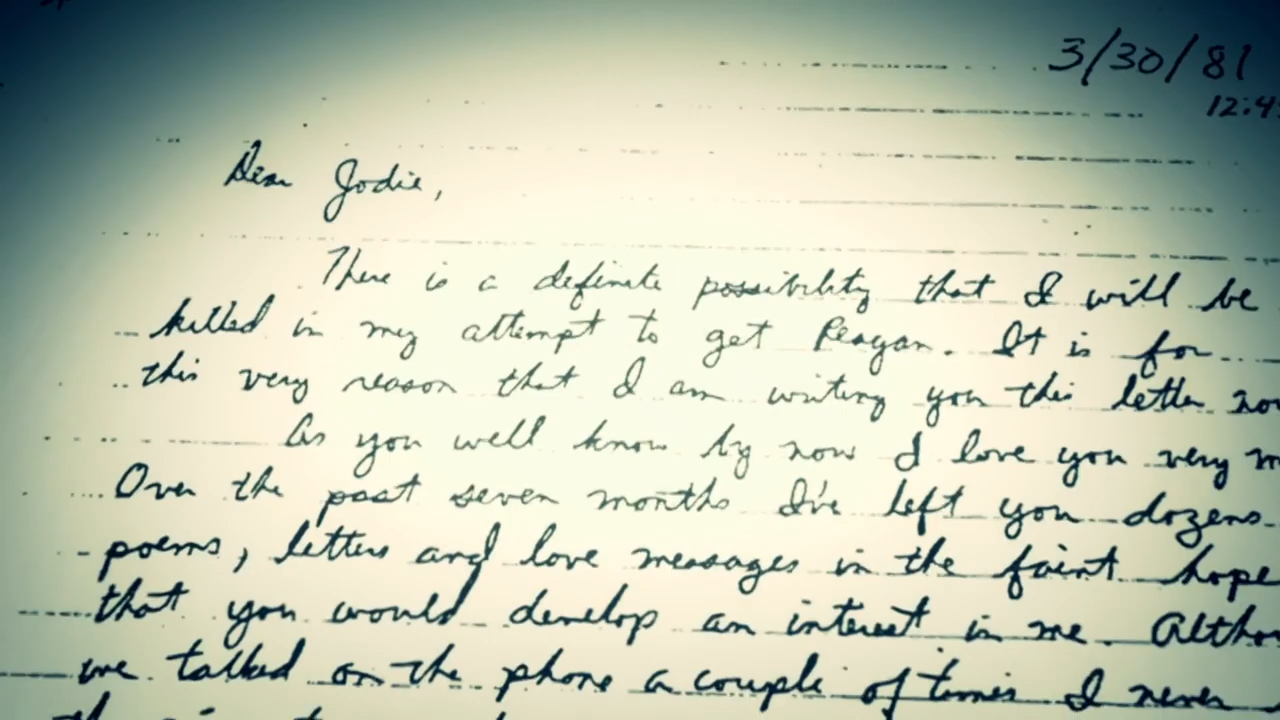 3/30/81
12:4
Dear Jodie,
There is a definite possibility that I will be
killed in my attempt to get Reagan. It is for
this very reason that I am writing you this letter now
As you well know by now I love you very m
Over the past seven months I've left you dozens
poems, letters and love messages in the faint hope
that you would develop an interest in me. Altho
we talked on the phone a couple of times I never